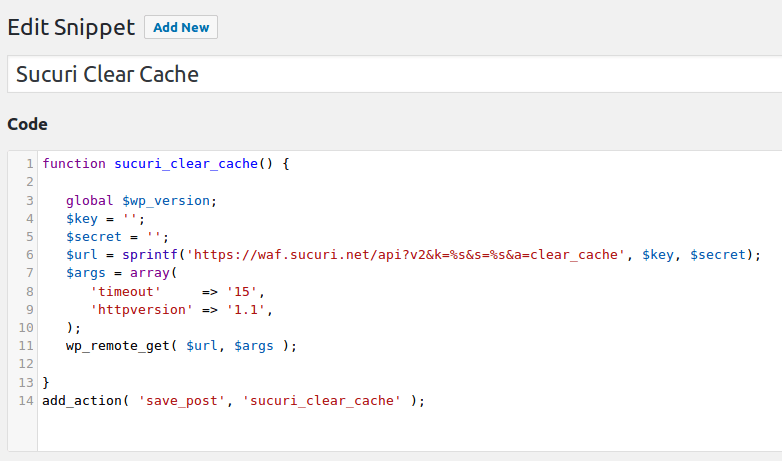 Edit Snippet Add New
Sucuri Clear Cache
Code
1 function sucuri_clear_cache() {
2
3 global $wp_version;
4 $key = '';
5 $secret = '';
6 $url = sprintf('https://waf.sucuri.net/api?v2&k=%s&s=%s&a=clear_cache', $key, $secret);
7 $args = array(
8 'timeout' => '15',
9 'httpversion' => '1.1',
10 );
11 wp_remote_get( $url, $args );
12
13 }
14 add_action( 'save_post', 'sucuri_clear_cache' );